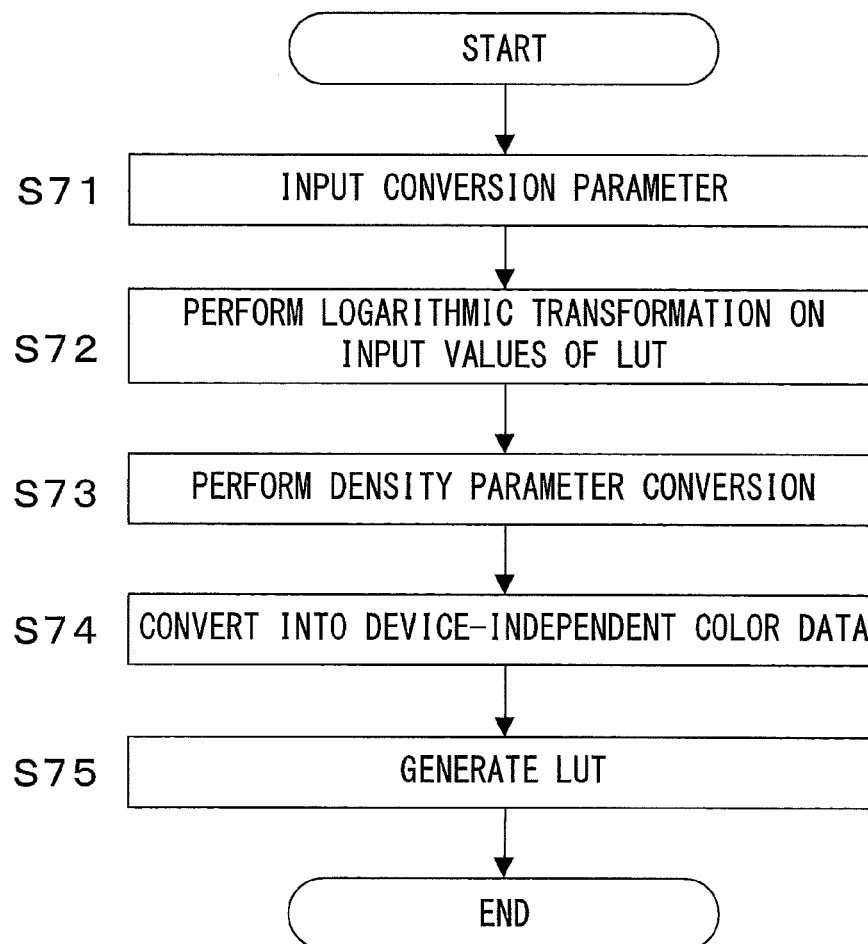 START
S71
INPUT CONVERSION PARAMETER
S72
PERFORM LOGARITHMIC TRANSFORMATION ON
INPUT VALUES OF LUT
S73
PERFORM DENSITY PARAMETER CONVERSION
S74
CONVERT INTO DEVICE-INDEPENDENT COLOR DATA
S75
GENERATE LUT
END